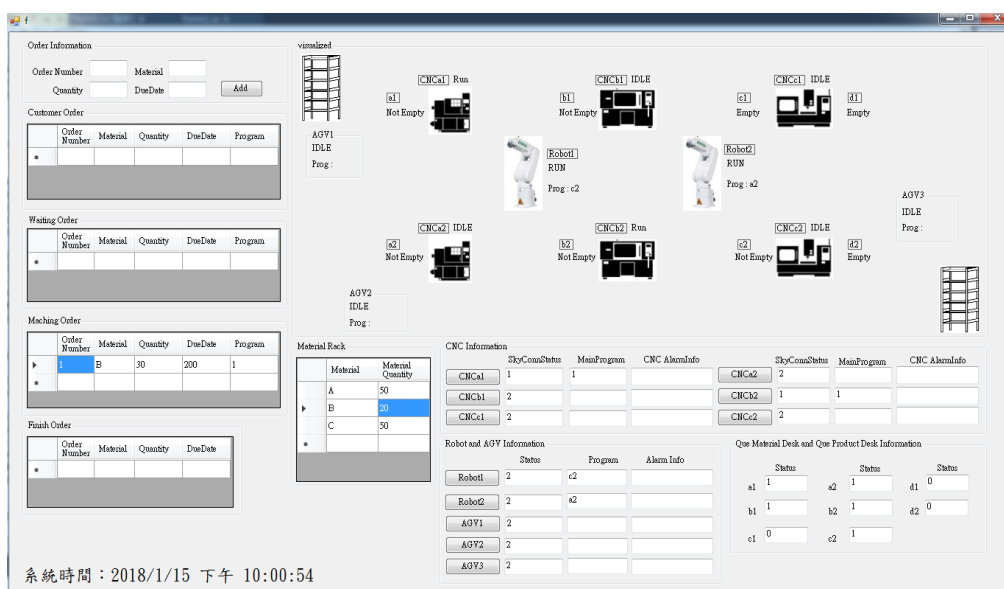 Order Information
Order Number Material
Quantity DueDate Add
Customer Order
Order Number Material Quantity DueDate Program
*
Waiting Order
Order Number Material Quantity DueDate Program
*
Maching Order
Order Number Material Quantity DueDate Program
1 B 30 200 1
*
Finish Order
Order Number Material Quantity DueDate
*
系統時間：2018/1/15 下午 10:00:54
visualized
CNCa1 Run CNCb1 IDLE CNCc1 IDLE
a1 b1 c1 d1
Not Empty Not Empty Empty Empty
AGV1
IDLE
Prog :
Robot1
RUN
Prog : c2
Robot2
RUN
Prog : a2
AGV3
IDLE
Prog :
CNCa2 IDLE CNCb2 Run CNCc2 IDLE
a2 b2 c2 d2
Not Empty Not Empty Not Empty Empty
AGV2
IDLE
Prog :
Material Rack
Material Material Quantity
A 50
B 20
C 50
*
CNC Information
SkyConnStatus MainProgram CNC AlarmInfo SkyConnStatus MainProgram CNC AlarmInfo
CNCa1 1 1 CNCa2 2
CNCb1 2 CNCb2 1 1
CNCc1 2 CNCc2 2
Robot and AGV Information
Status Program Alarm Info
Robot1 2 c2
Robot2 2 a2
AGV1 2
AGV2 2
AGV3 2
Que Material Desk and Que Product Desk Information
Status Status Status
a1 1 a2 1 d1 0
b1 1 b2 1 d2 0
c1 0 c2 1